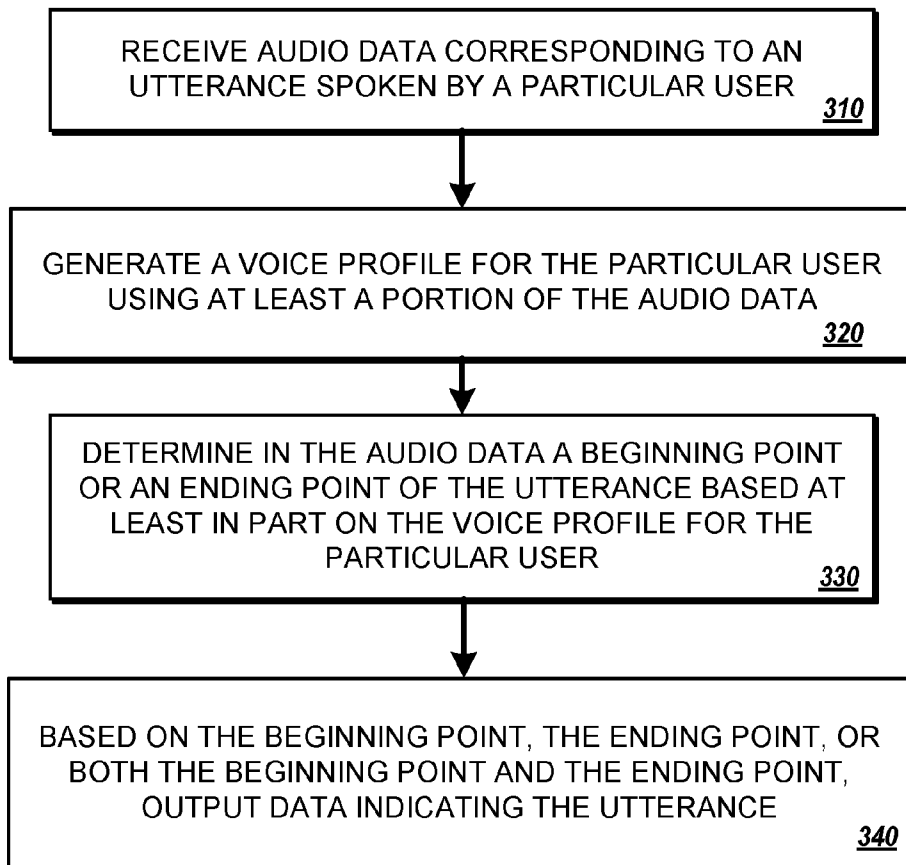 RECEIVE AUDIO DATA CORRESPONDING TO AN
UTTERANCE SPOKEN BY A PARTICULAR USER
310
GENERATE A VOICE PROFILE FOR THE PARTICULAR USER
USING AT LEAST A PORTION OF THE AUDIO DATA
320
DETERMINE IN THE AUDIO DATA A BEGINNING POINT
OR AN ENDING POINT OF THE UTTERANCE BASED AT
LEAST IN PART ON THE VOICE PROFILE FOR THE
PARTICULAR USER
330
BASED ON THE BEGINNING POINT, THE ENDING POINT, OR
BOTH THE BEGINNING POINT AND THE ENDING POINT,
OUTPUT DATA INDICATING THE UTTERANCE
340